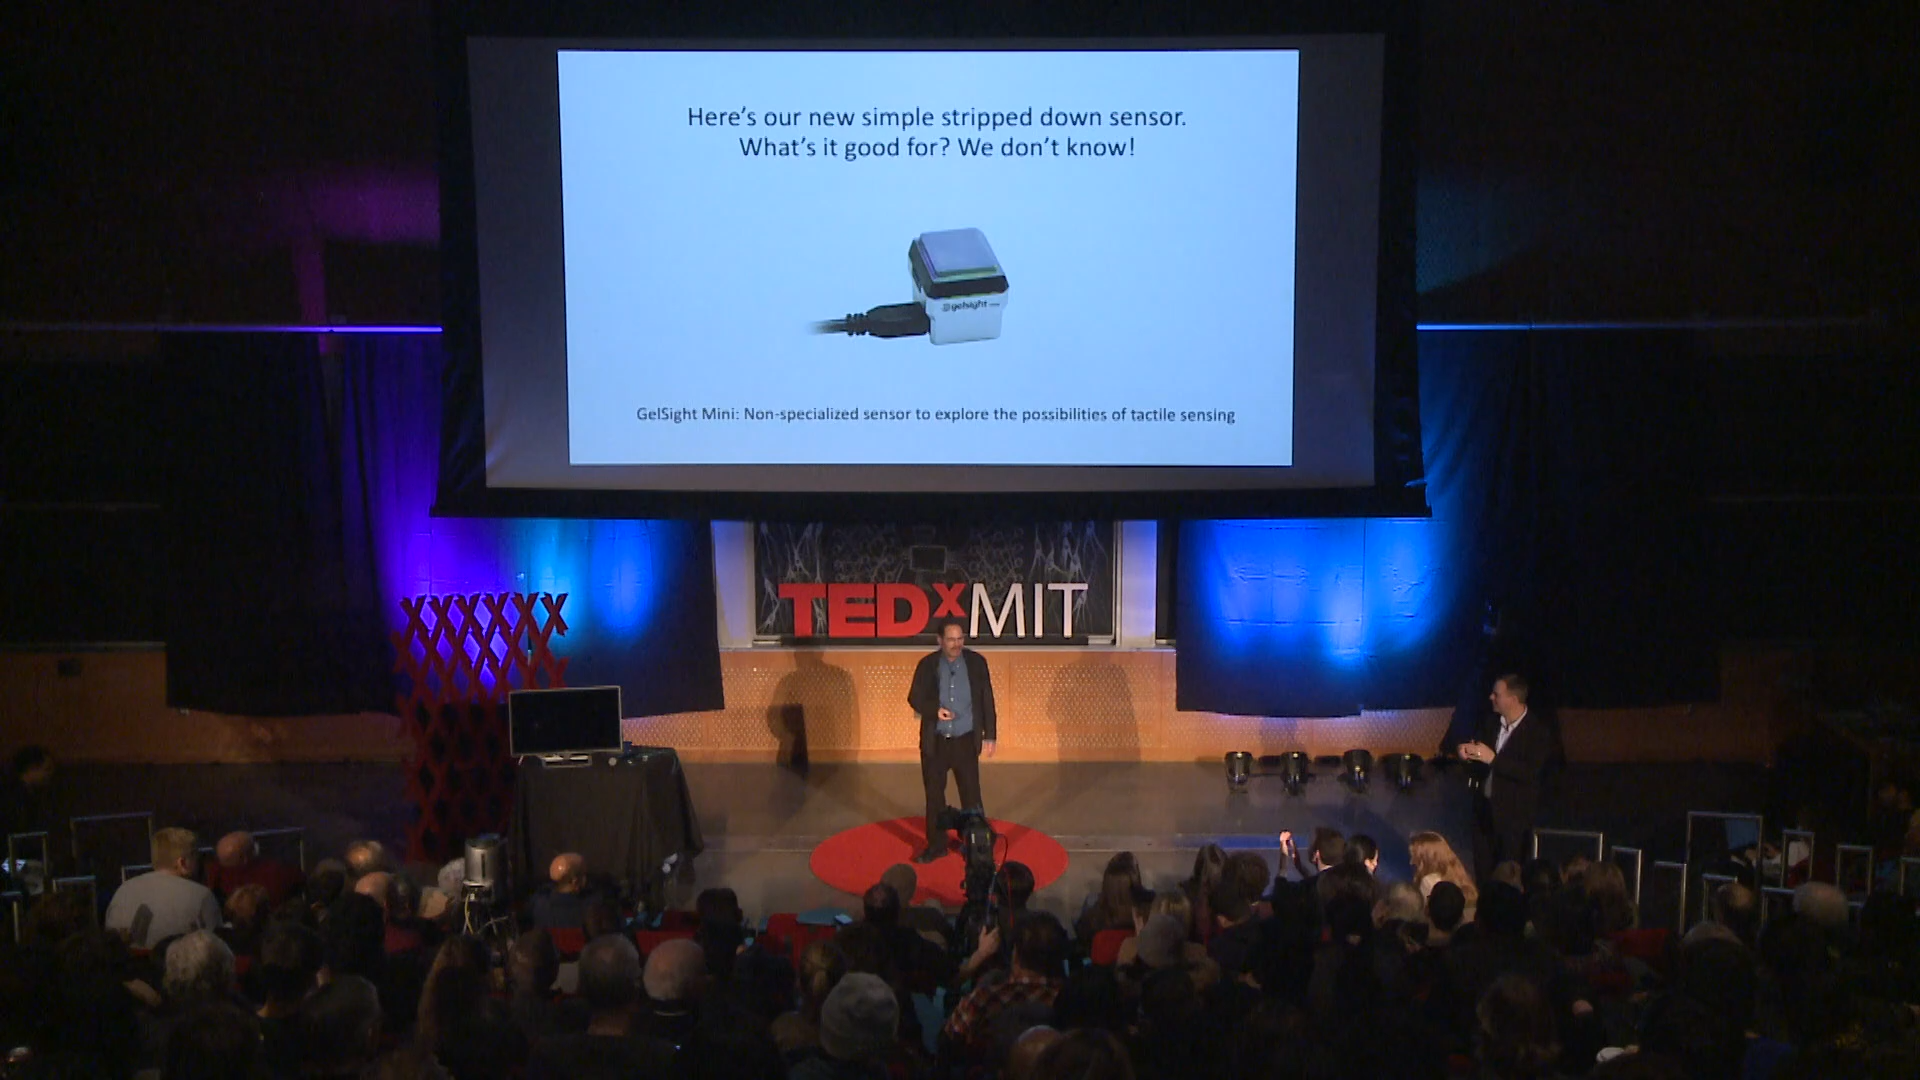 Here's our new simple stripped down sensor.
What's it good for? We don't know!
gelsight
GelSight Mini: Non-specialized sensor to explore the possibilities of tactile sensing
TEDxMIT